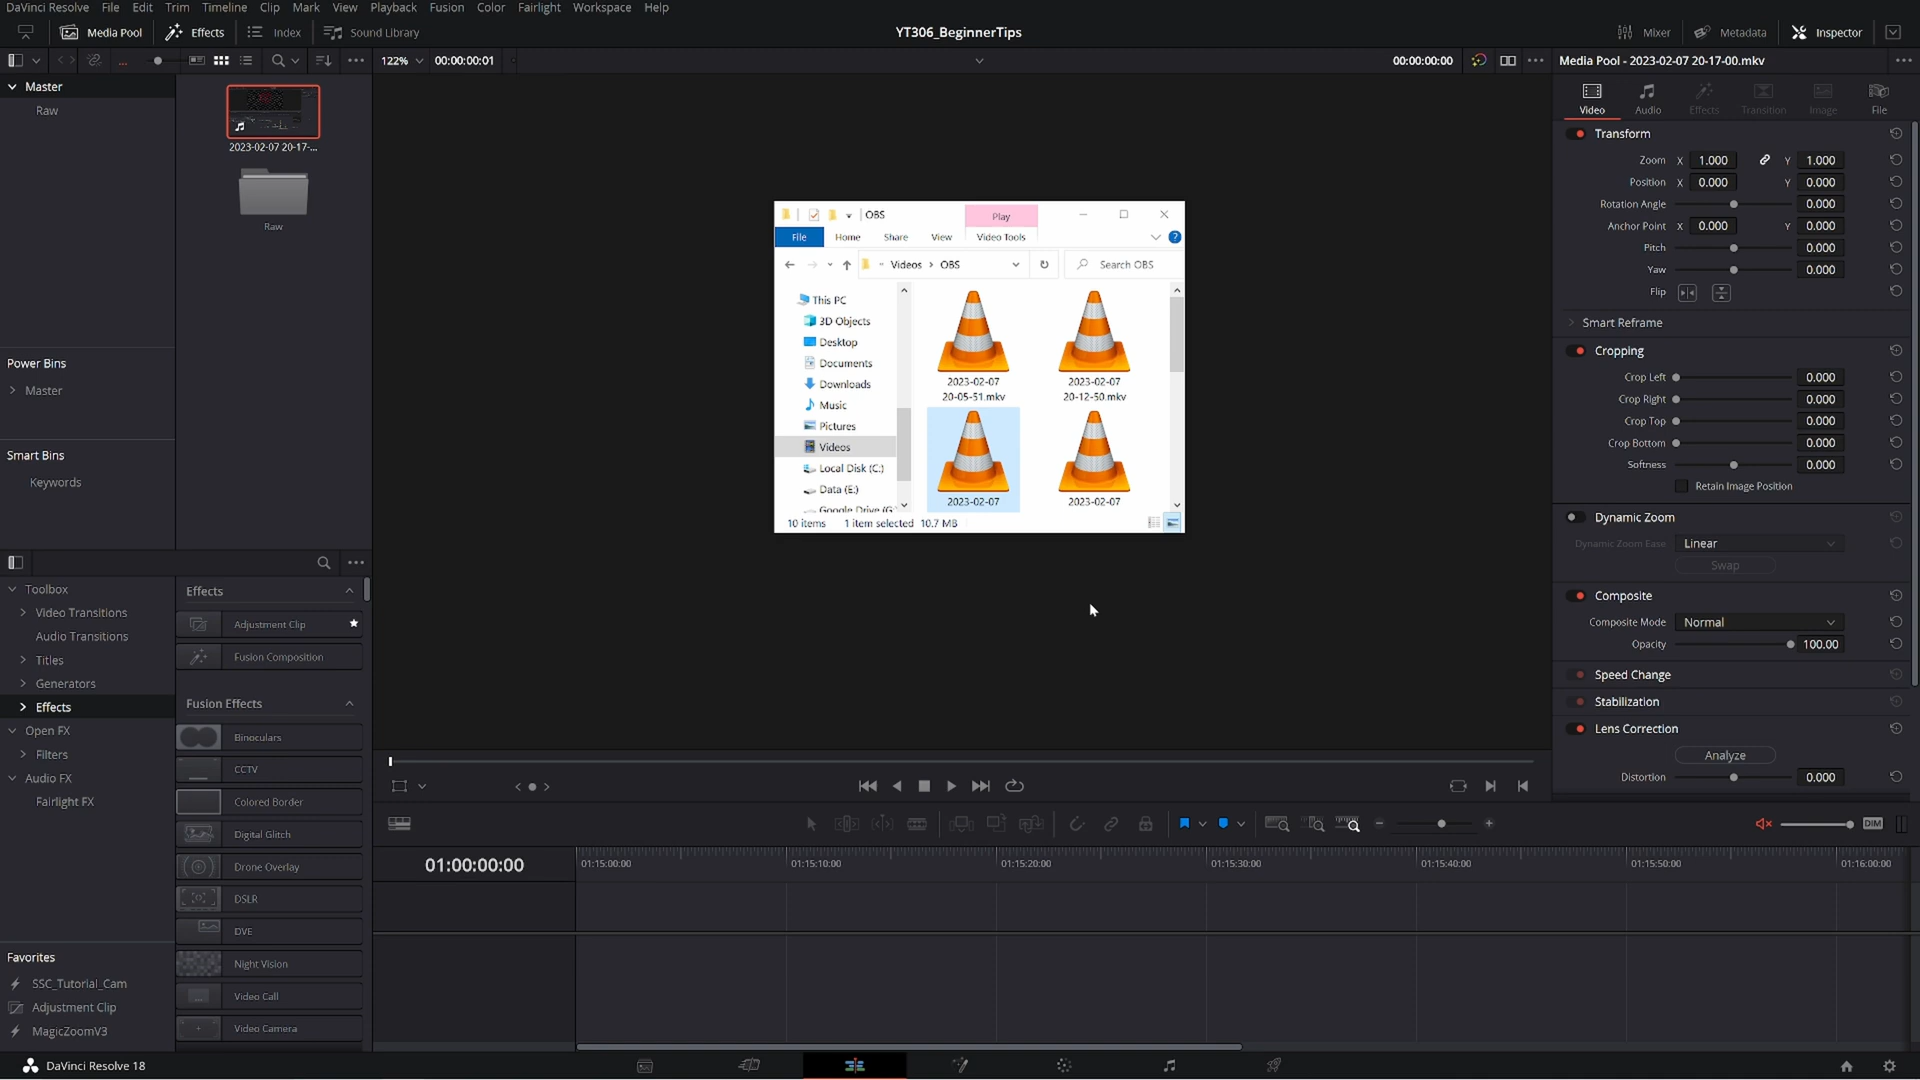 DaVinci Resolve File Edit Trim Timeline Clip Mark View Playback Fusion Color Fairlight Workspace Help
Media Pool Effects Index Sound Library YT306_BeginnerTips Mixer Metadata Inspector
122% 00:00:00:01 00:00:00:00 Media Pool - 2023-02-07 20-17-00.mkv
Master
Raw
2023-02-07 20-17-...
Raw
Power Bins
Master
Smart Bins
Keywords
OBS Play
File Home Share View Video Tools
Videos › OBS Search OBS
This PC
3D Objects
Desktop
Documents
Downloads
Music
Pictures
Videos
Local Disk (C:)
Data (E:)
Google Drive (G:
2023-02-07
20-05-51.mkv
2023-02-07
20-12-50.mkv
2023-02-07
2023-02-07
10 items 1 item selected 10.7 MB
Video Audio Effects Transition Image File
Transform
Zoom X 1.000 Y 1.000
Position X 0.000 Y 0.000
Rotation Angle 0.000
Anchor Point X 0.000 Y 0.000
Pitch 0.000
Yaw 0.000
Flip
Smart Reframe
Cropping
Crop Left 0.000
Crop Right 0.000
Crop Top 0.000
Crop Bottom 0.000
Softness 0.000
Retain Image Position
Dynamic Zoom
Dynamic Zoom Ease Linear
Swap
Composite
Composite Mode Normal
Opacity 100.00
Speed Change
Stabilization
Lens Correction
Analyze
Distortion 0.000
Toolbox
Video Transitions
Audio Transitions
Titles
Generators
Effects
Open FX
Filters
Audio FX
Fairlight FX
Favorites
SSC_Tutorial_Cam
Adjustment Clip
MagicZoomV3
Effects
Adjustment Clip
Fusion Composition
Fusion Effects
Binoculars
CCTV
Colored Border
Digital Glitch
Drone Overlay
DSLR
DVE
Night Vision
Video Call
Video Camera
DIM
01:00:00:00 01:15:00:00 01:15:10:00 01:15:20:00 01:15:30:00 01:15:40:00 01:15:50:00 01:16:00:00
DaVinci Resolve 18